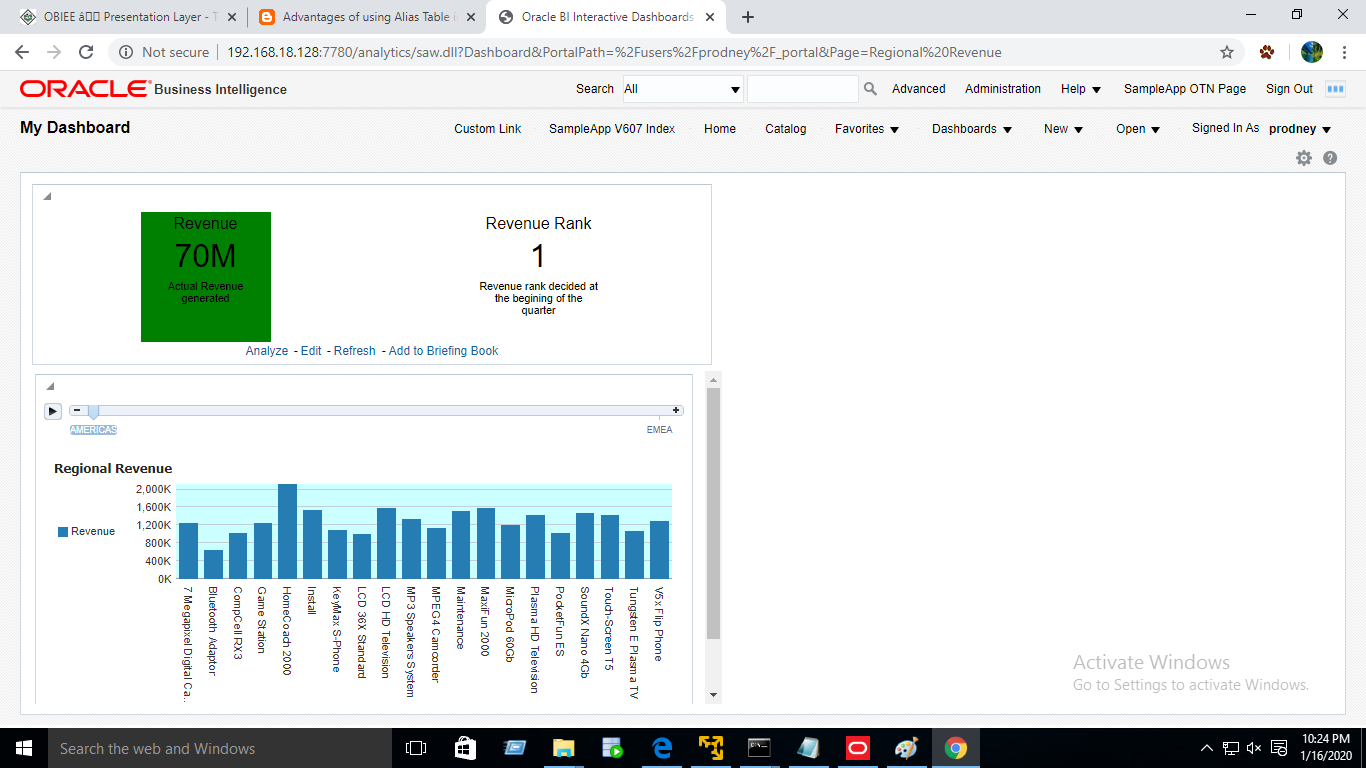 OBIEE â€" Presentation Layer - T
Advantages of using Alias Table i
Oracle BI Interactive Dashboards
Not secure
192.168.18.128:7780/analytics/saw.dll?Dashboard&PortalPath=%2Fusers%2Fprodney%2F_portal&Page=Regional%20Revenue
ORACLE Business Intelligence
Search All Advanced Administration Help SampleApp OTN Page Sign Out
My Dashboard
Custom Link SampleApp V607 Index Home Catalog Favorites Dashboards New Open Signed In As prodney
Revenue
70M
Actual Revenue
generated
Revenue Rank
1
Revenue rank decided at
the begining of the
quarter
Analyze - Edit - Refresh - Add to Briefing Book
AMERICAS
EMEA
Regional Revenue
Revenue
2,000K
1,600K
1,200K
800K
400K
0K
7 Megapixel Digital Ca..
Bluetooth Adaptor
CompCell RX3
Game Station
HomeCoach 2000
Install
KeyMax S-Phone
LCD 36X Standard
LCD HD Television
MP3 Speakers System
MPEG4 Camcorder
Maintenance
MaxiFun 2000
MicroPod 60Gb
Plasma HD Television
PocketFun ES
SoundX Nano 4Gb
Touch-Screen T5
Tungsten E Plasma TV
V5x Flip Phone
Activate Windows
Go to Settings to activate Windows.
Search the web and Windows
10:24 PM
1/16/2020